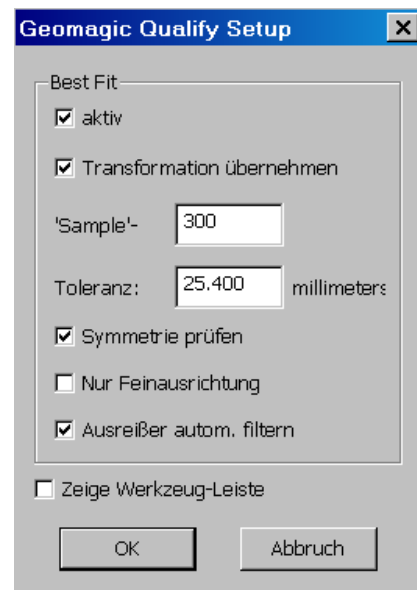 Geomagic Qualify Setup
Best Fit
aktiv
Transformation übernehmen
'Sample'- 300
Toleranz: 25.400 millimeters
Symmetrie prüfen
Nur Feinausrichtung
Ausreißer autom. filtern
Zeige Werkzeug-Leiste
OK Abbruch